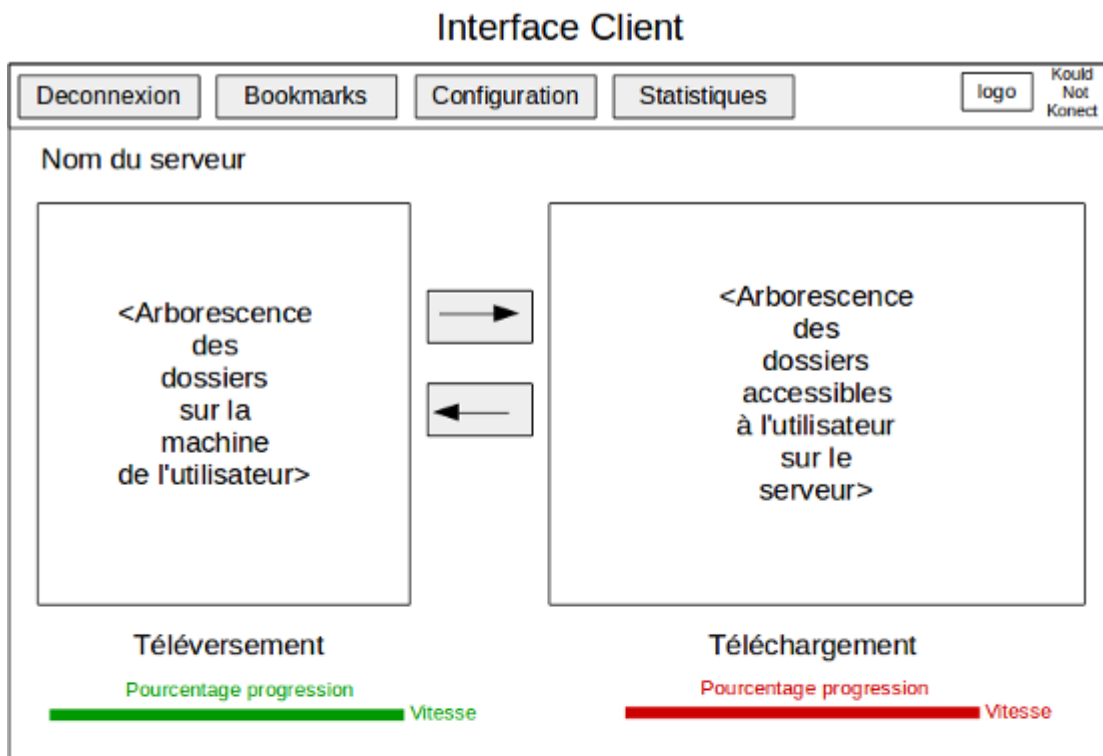 Interface Client
Deconnexion
Bookmarks
Configuration
Statistiques
logo
Kould
Not
Konect
Nom du serveur
<Arborescence
des
dossiers
sur la
machine
de l'utilisateur>
<Arborescence
des
dossiers
accessibles
à l'utilisateur
sur le
serveur>
Téléversement
Pourcentage progression
Vitesse
Téléchargement
Pourcentage progression
Vitesse